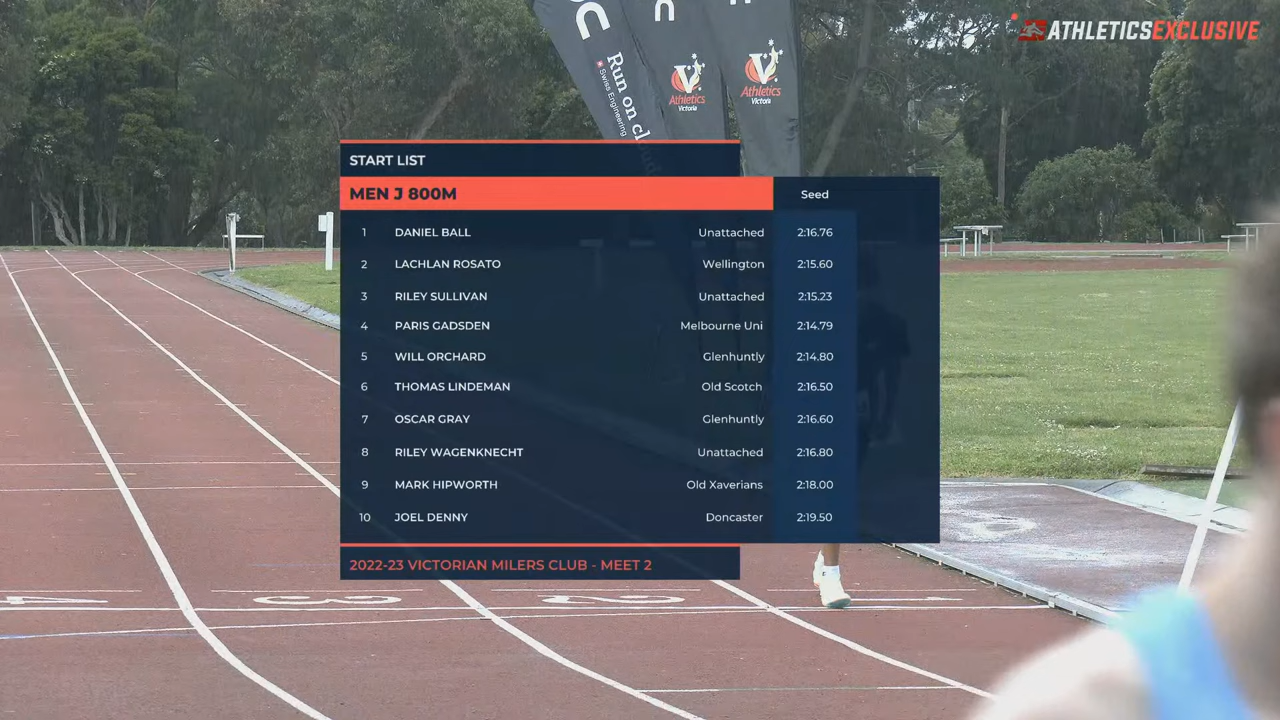 ATHLETICSEXCLUSIVE
Run on cl
Swiss Engineering
Athletics
Victoria
Athletics
Victoria
START LIST
MEN J 800M Seed
1 DANIEL BALL Unattached 2:16.76
2 LACHLAN ROSATO Wellington 2:15.60
3 RILEY SULLIVAN Unattached 2:15.23
4 PARIS GADSDEN Melbourne Uni 2:14.79
5 WILL ORCHARD Glenhuntly 2:14.80
6 THOMAS LINDEMAN Old Scotch 2:16.50
7 OSCAR GRAY Glenhuntly 2:16.60
8 RILEY WAGENKNECHT Unattached 2:16.80
9 MARK HIPWORTH Old Xaverians 2:18.00
10 JOEL DENNY Doncaster 2:19.50
2022-23 VICTORIAN MILERS CLUB - MEET 2
4 3 2 1